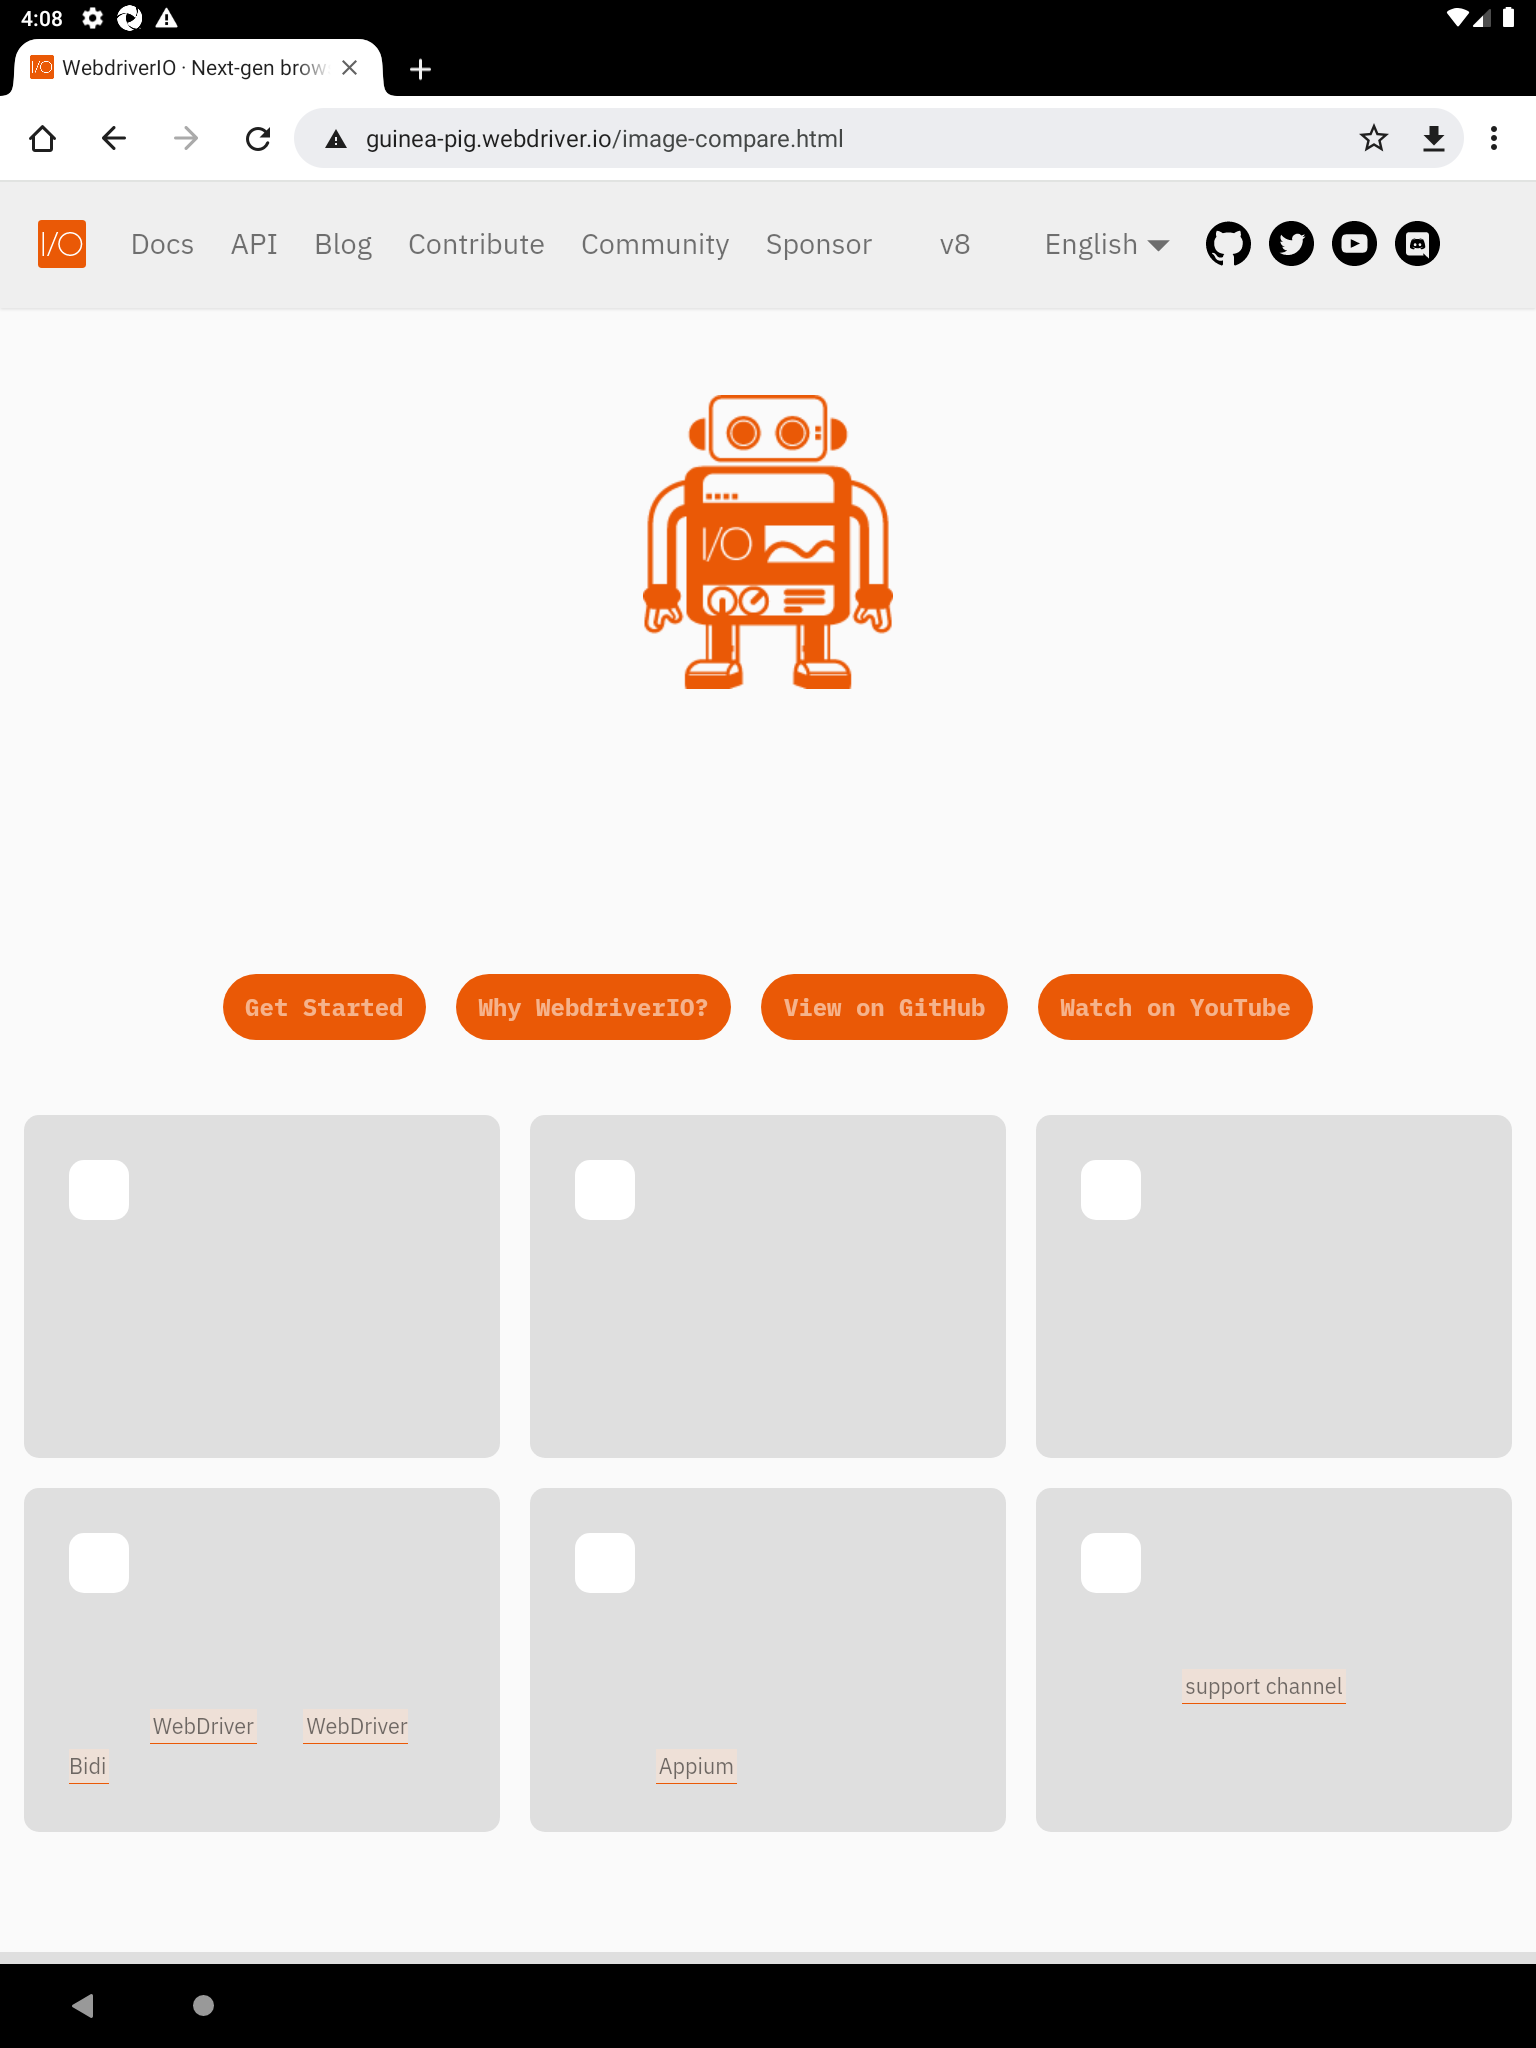 4:08
I/O WebdriverIO · Next-gen brow
guinea-pig.webdriver.io/image-compare.html
I/O Docs API Blog Contribute Community Sponsor v8 English
I/O
Get Started Why WebdriverIO? View on GitHub Watch on YouTube
support channel
WebDriver WebDriver
Bidi Appium